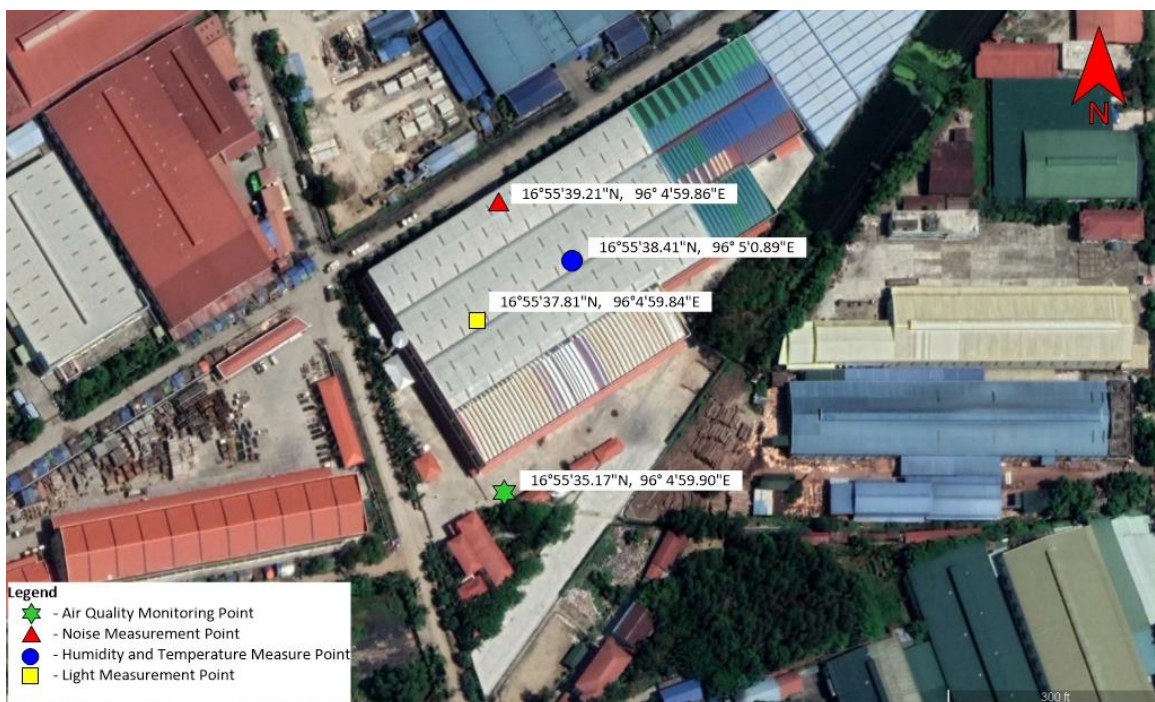 N
16°55'39.21"N, 96° 4'59.86"E
16°55'38.41"N, 96° 5'0.89"E
16°55'37.81"N, 96°4'59.84"E
16°55'35.17"N, 96° 4'59.90"E
Legend
- Air Quality Monitoring Point
- Noise Measurement Point
- Humidity and Temperature Measure Point
- Light Measurement Point
300 ft